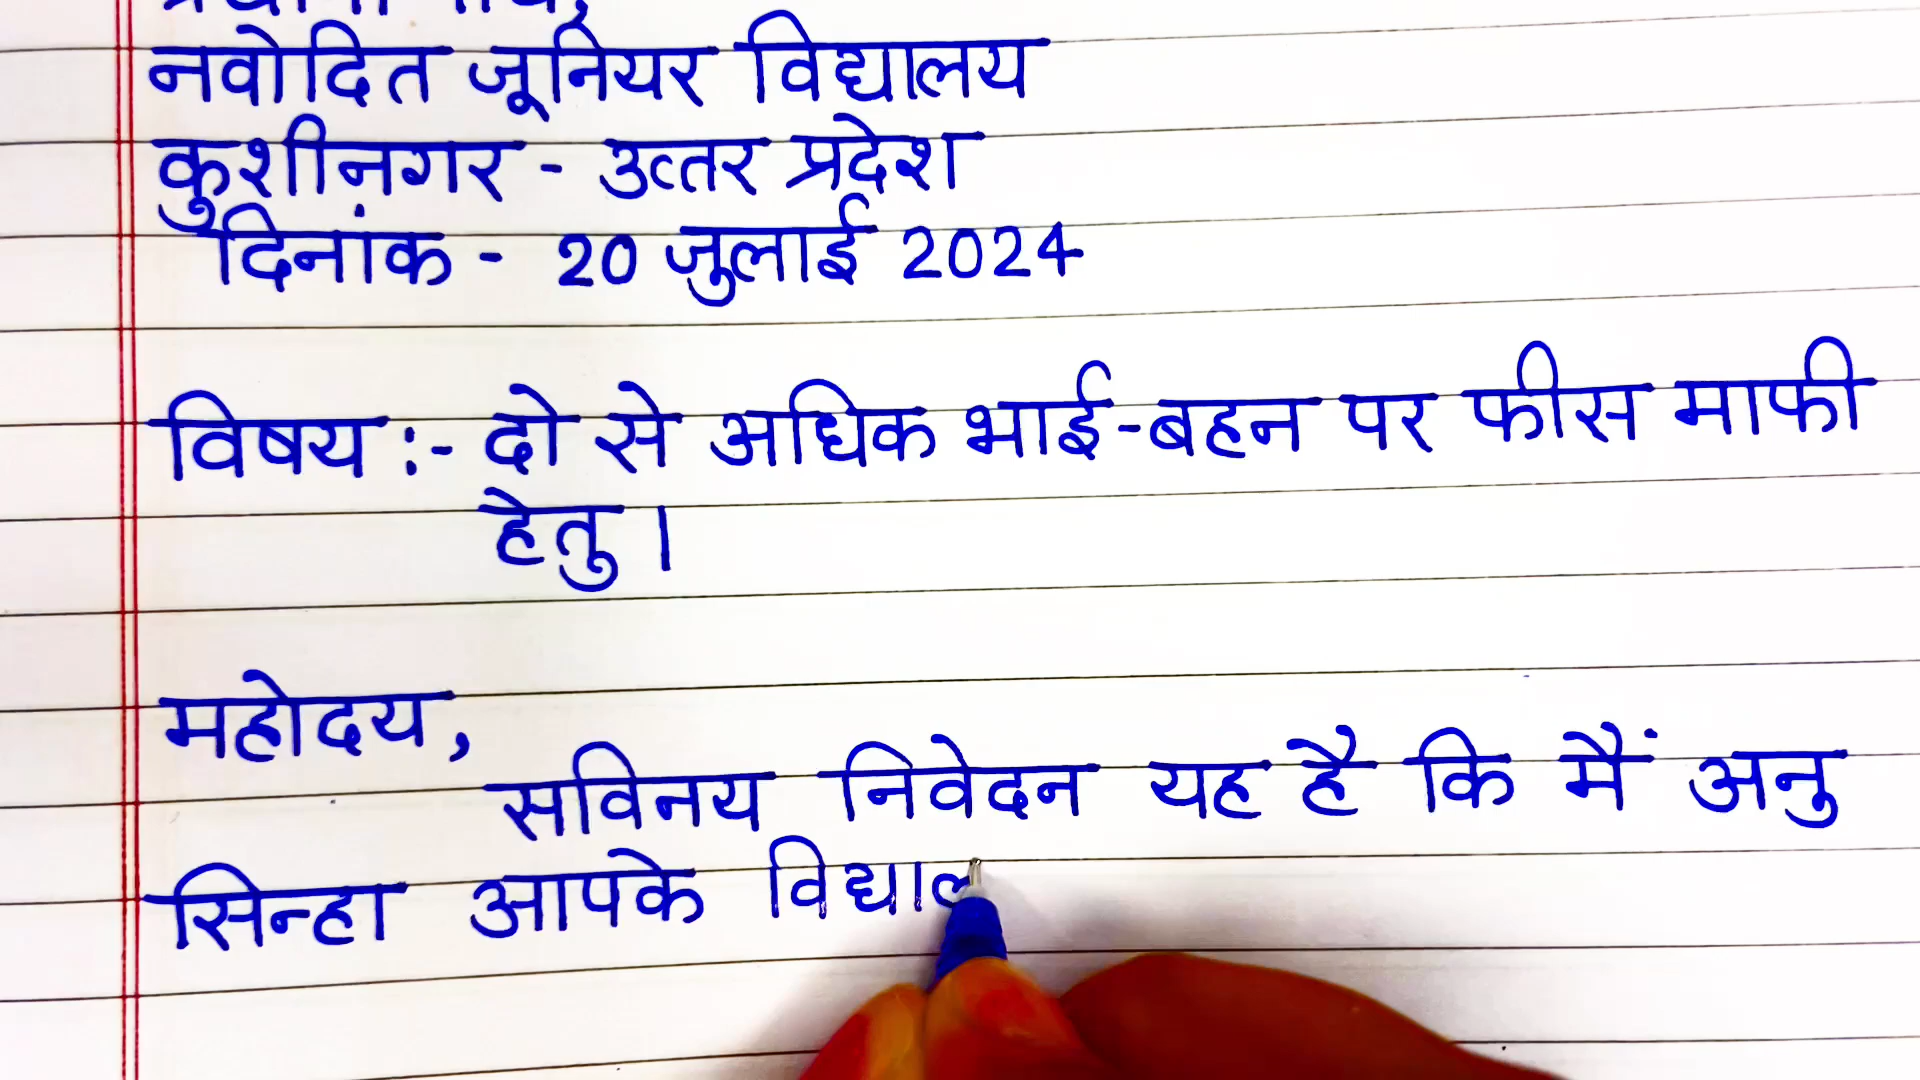 नवोदित जूनियर विद्यालय
कुशीनगर - उत्तर प्रदेश
दिनांक - 20 जुलाई 2024
विषय :- दो से अधिक भाई-बहन पर फीस माफी
हेतु ।
महोदय,
सविनय निवेदन यह है कि मैं अनु
सिन्हा आपके विद्याल